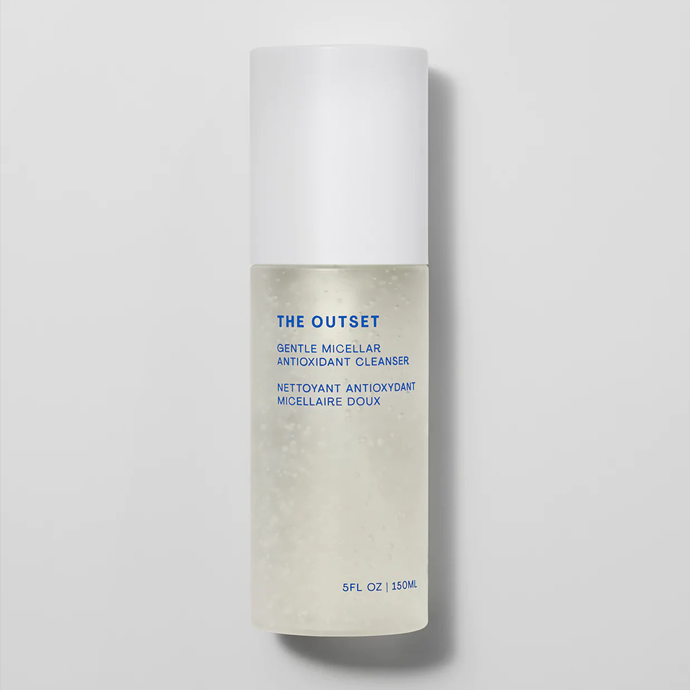 THE OUTSET
GENTLE MICELLAR
ANTIOXIDANT CLEANSER
NETTOYANT ANTIOXYDANT
MICELLAIRE DOUX
5FL OZ | 150ML